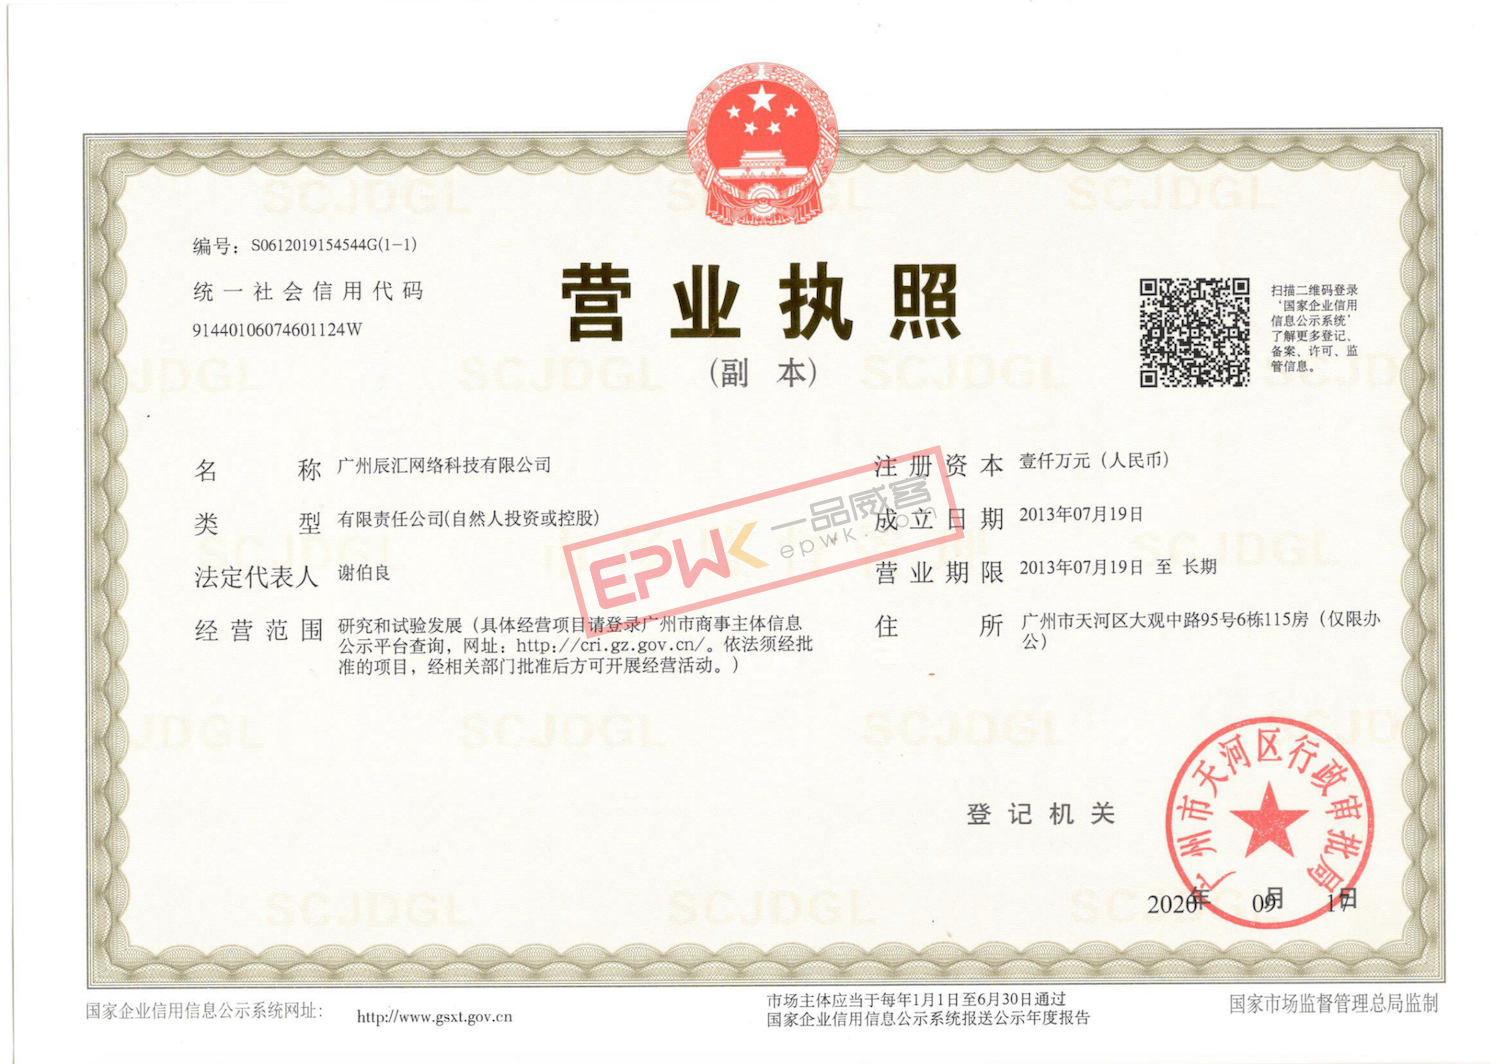 编号：S0612019154544G(1-1)
统一社会信用代码
91440106074601124W
营业执照
(副 本)
扫描二维码登录
‘国家企业信用
信息公示系统’
了解更多登记、
备案、许可、监
管信息。
名 称 广州辰汇网络科技有限公司
类 型 有限责任公司(自然人投资或控股)
法定代表人 谢伯良
经营范围 研究和试验发展（具体经营项目请登录广州市商事主体信息
公示平台查询，网址：http://cri.gz.gov.cn/。依法须经批
准的项目，经相关部门批准后方可开展经营活动。）
注册资本 壹仟万元（人民币）
成立日期 2013年07月19日
营业期限 2013年07月19日 至 长期
住 所 广州市天河区大观中路95号6栋115房（仅限办
公）
EPWK 一品威客
epwk.com
登记机关
广州市天河区行政审批局
2020年 09月 17日
国家企业信用信息公示系统网址： http://www.gsxt.gov.cn
市场主体应当于每年1月1日至6月30日通过
国家企业信用信息公示系统报送公示年度报告
国家市场监督管理总局监制
SCJDGL